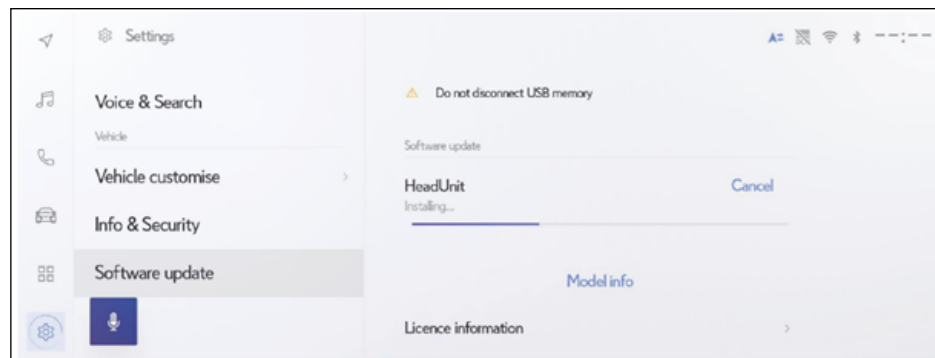 Settings
A
--:--
Voice & Search
Vehicle
Vehicle customise
Info & Security
Software update
Do not disconnect USB memory
Software update
HeadUnit
Cancel
Installing...
Model info
Licence information